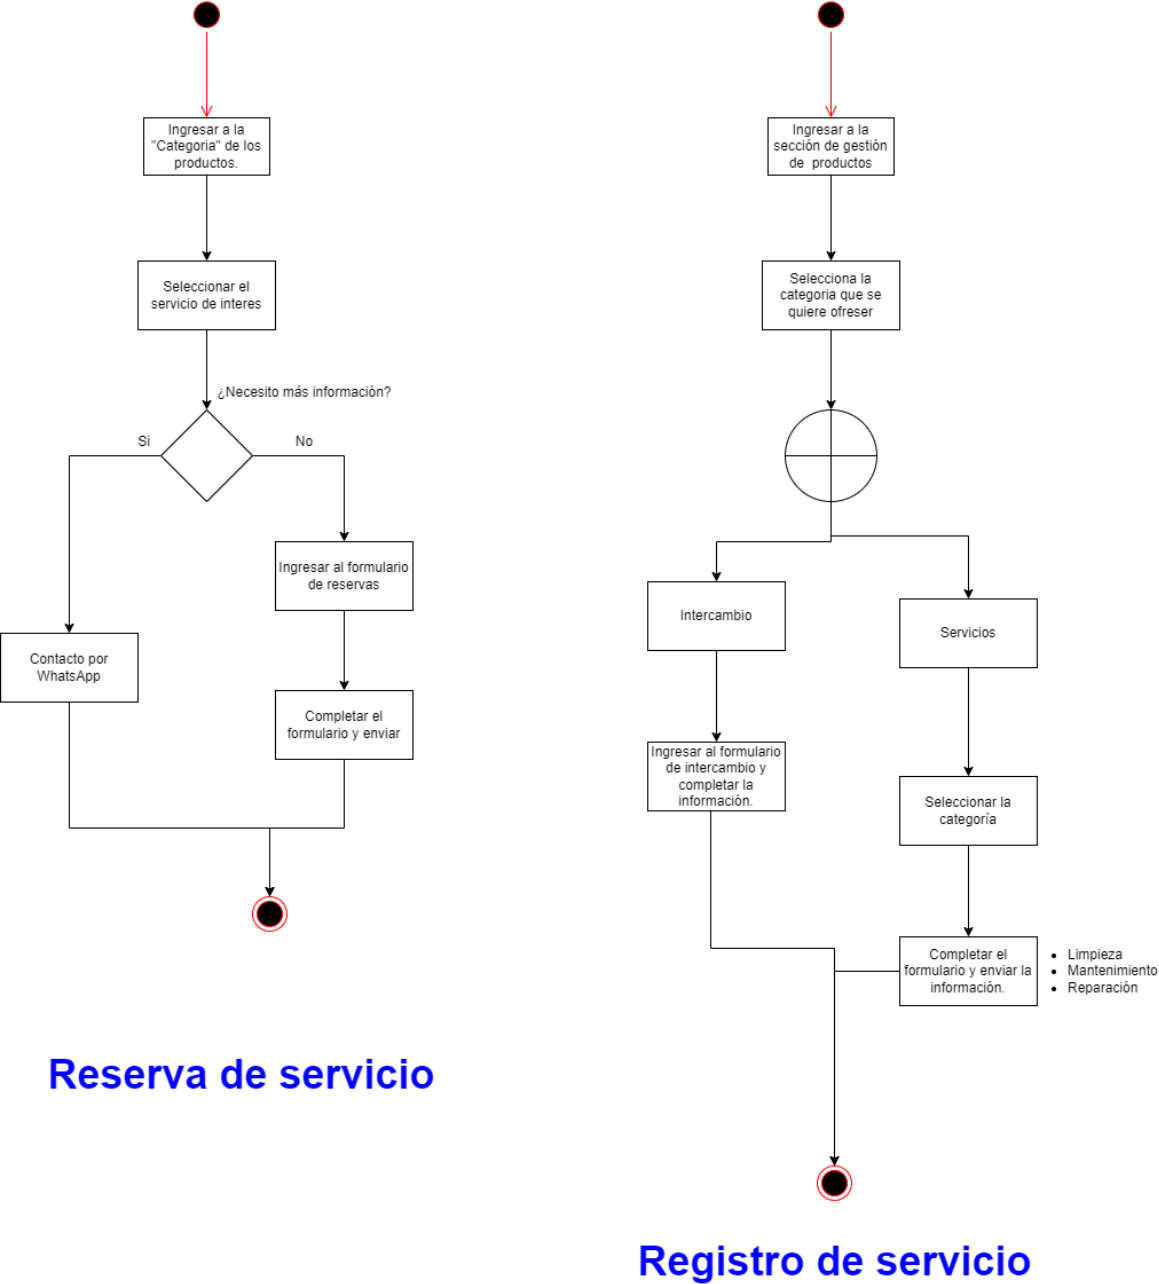 Ingresar a la
"Categoria" de los
productos.
Seleccionar el
servicio de interes
¿Necesito más información?
Si
No
Ingresar al formulario
de reservas
Contacto por
WhatsApp
Completar el
formulario y enviar
Reserva de servicio
Ingresar a la
sección de gestión
de productos
Selecciona la
categoria que se
quiere ofreser
Intercambio
Servicios
Ingresar al formulario
de intercambio y
completar la
información.
Seleccionar la
categoría
Completar el
formulario y enviar la
información.
• Limpieza
• Mantenimiento
• Reparación
Registro de servicio